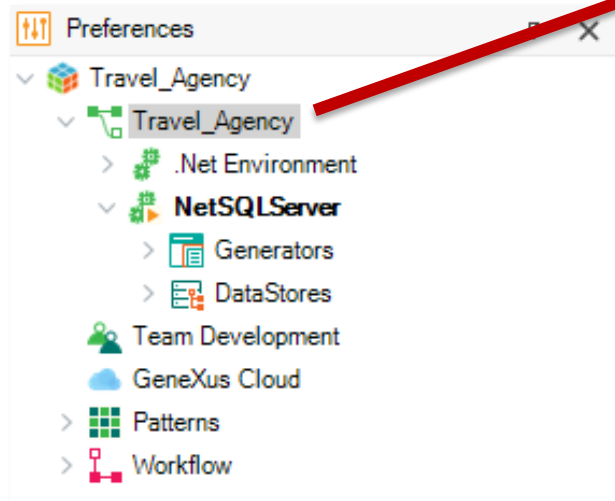 Preferences
Travel_Agency
Travel_Agency
.Net Environment
NetSQLServer
Generators
DataStores
Team Development
GeneXus Cloud
Patterns
Workflow